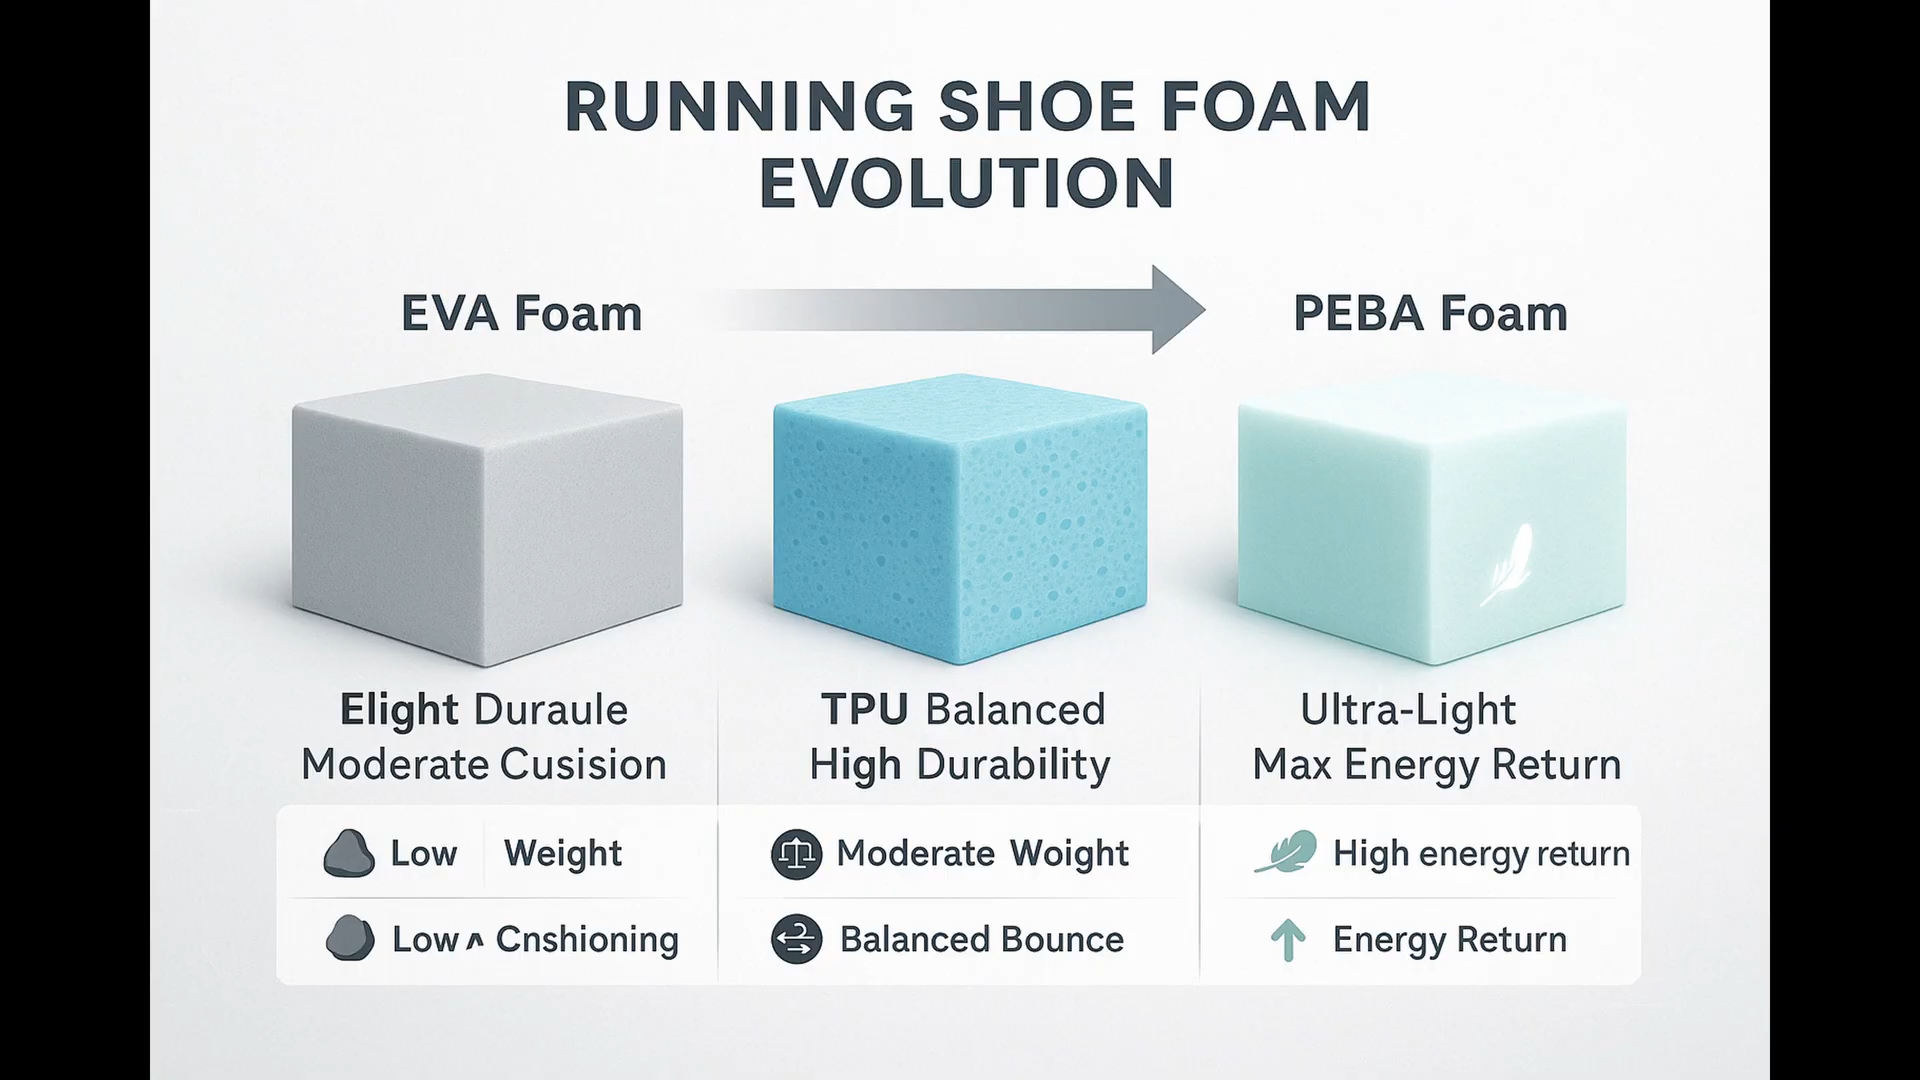 RUNNING SHOE FOAM
EVOLUTION
EVA Foam
PEBA Foam
Elight Duraule
Moderate Cusision
TPU Balanced
High Durability
Ultra-Light
Max Energy Return
Low Weight
Moderate Woight
High energy return
Low ʌ Cnshioning
Balanced Bounce
Energy Return